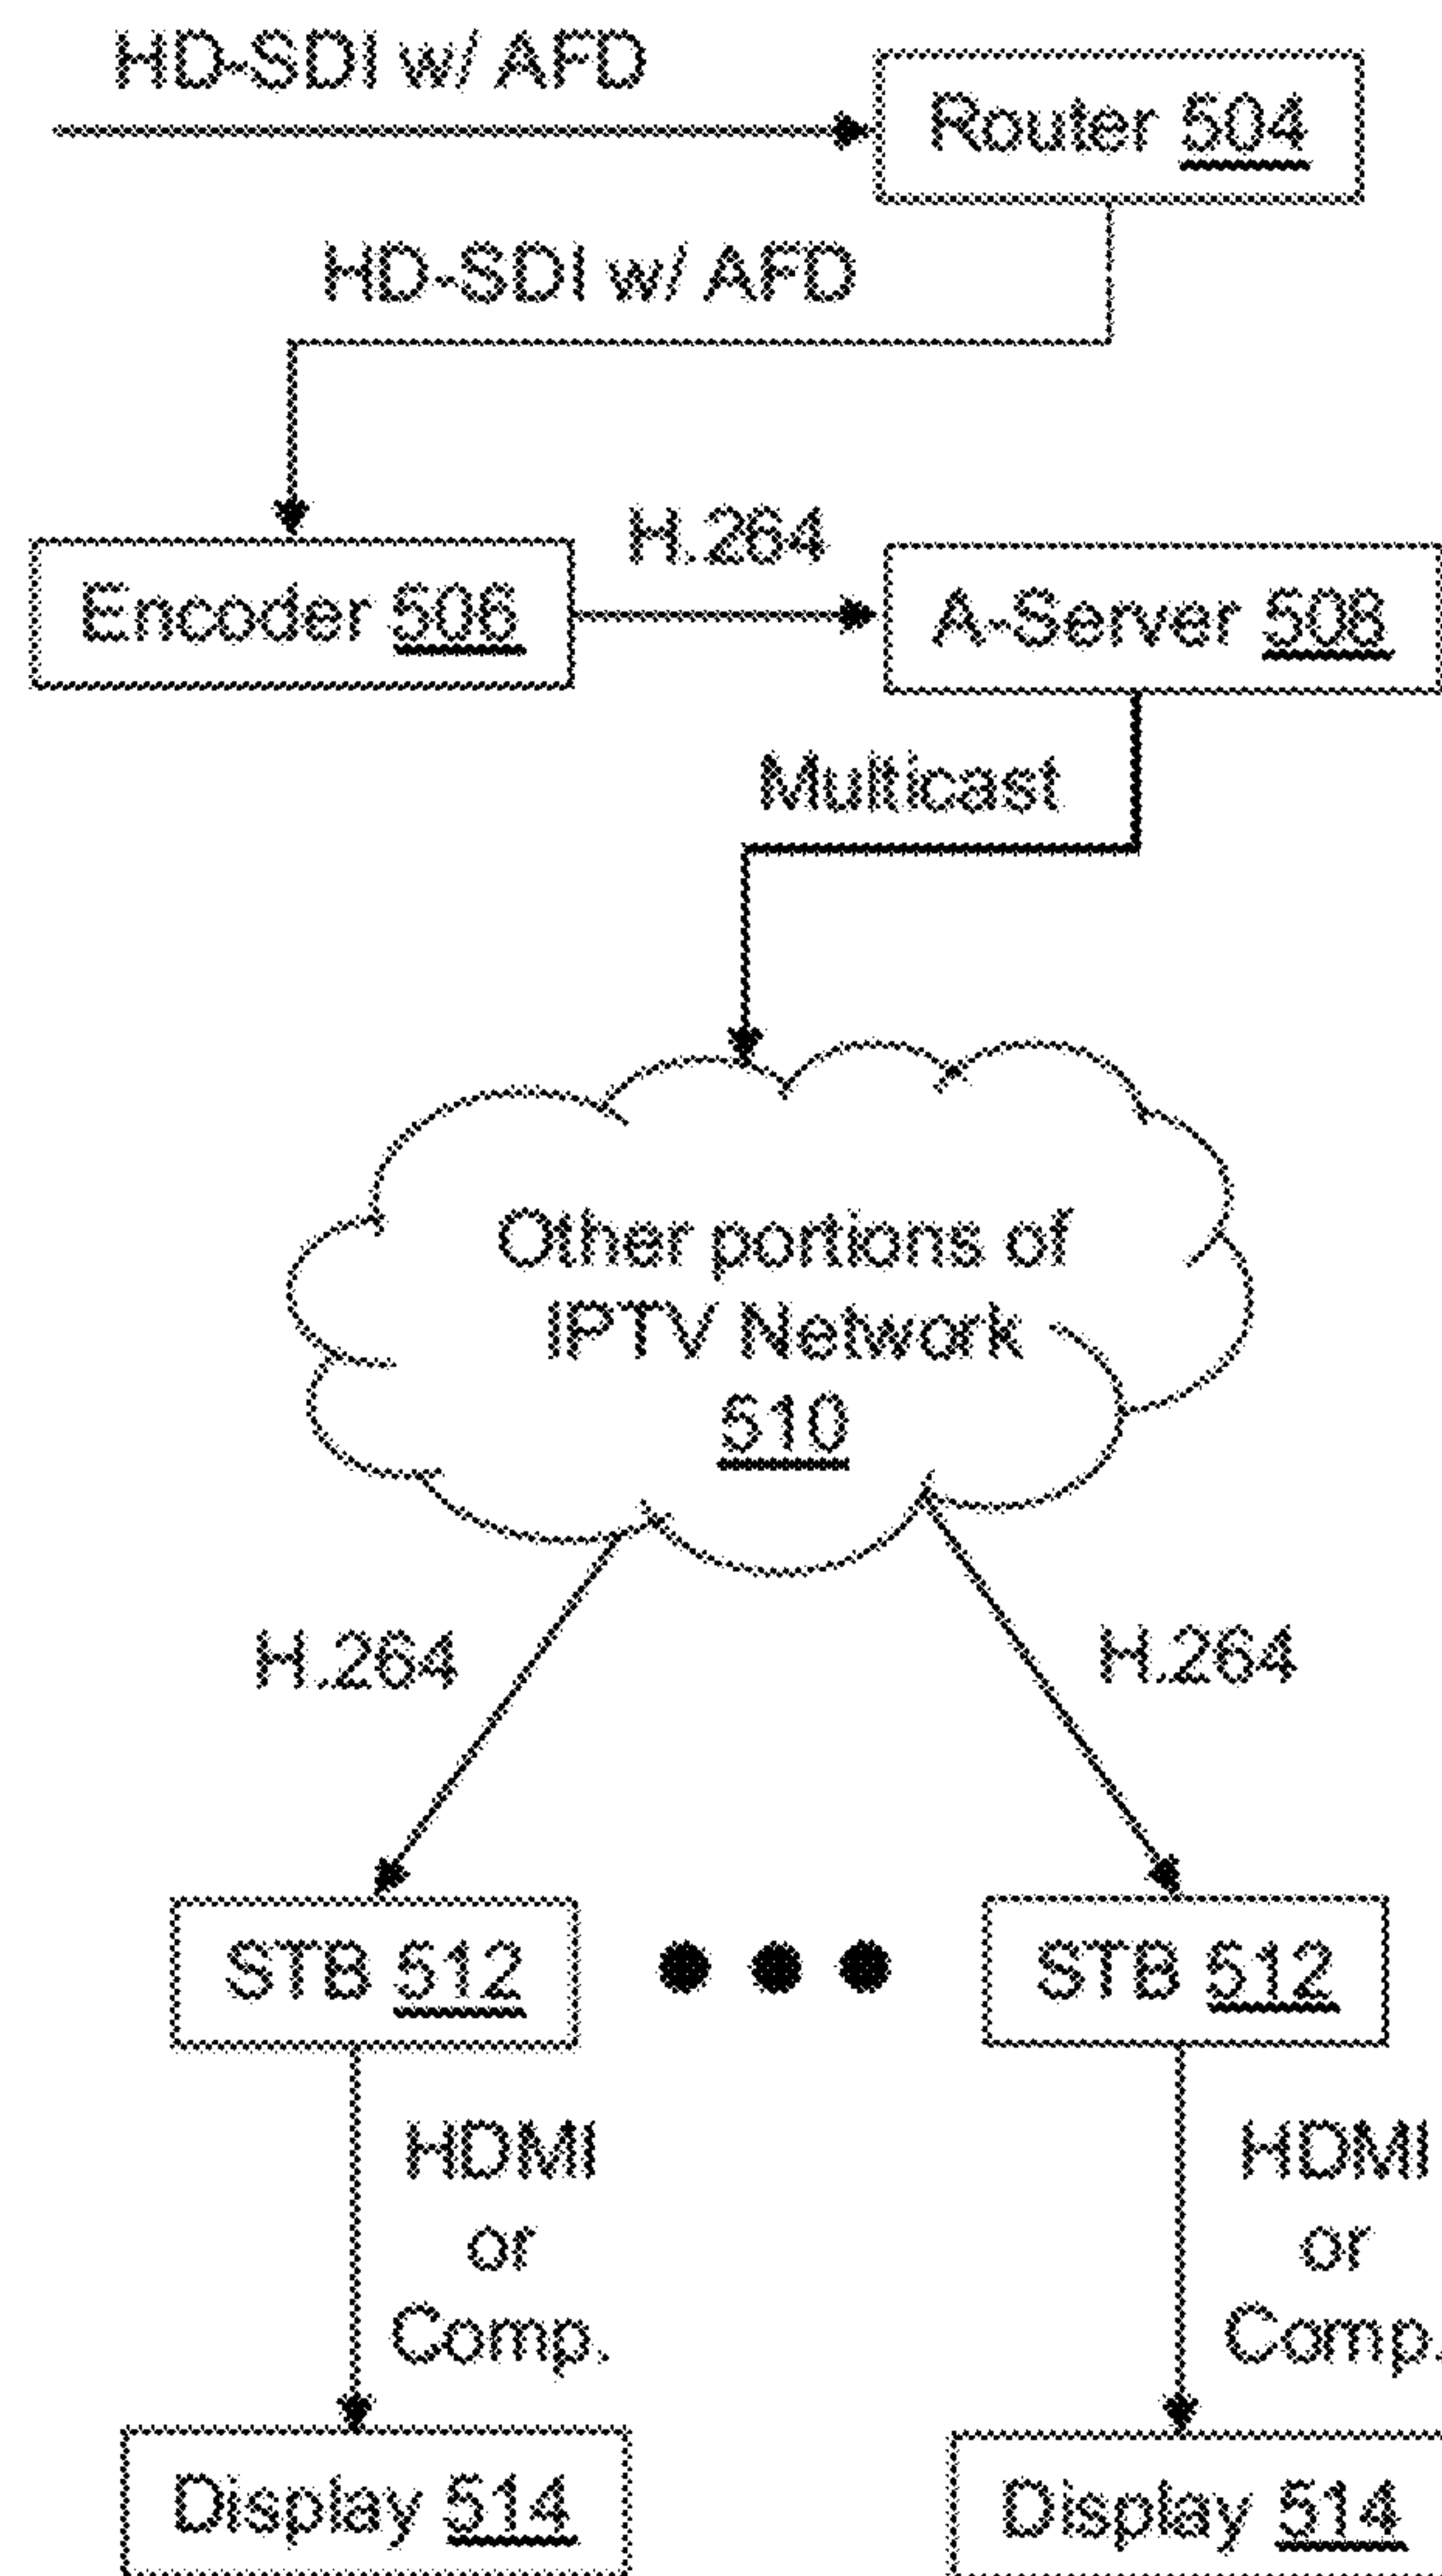 HD-SDI w/ AFD
Router 504
HD-SDI w/ AFD
H.264
Encoder 506
A-Server 508
Multicast
Other portions of
IPTV Network
510
H.264
H.264
STB 512
STB 512
HDMI
or
Comp.
HDMI
or
Comp.
Display 514
Display 514